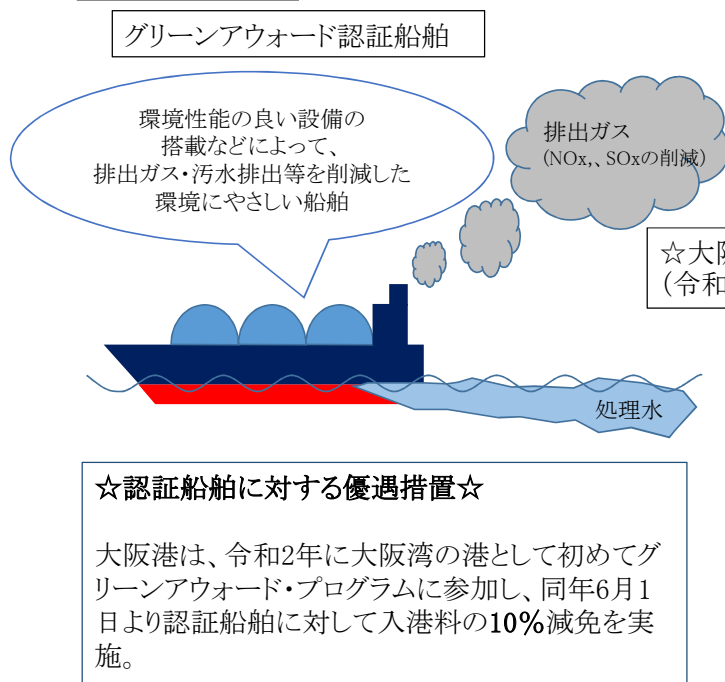 グリーンアウォード認証船舶
環境性能の良い設備の
搭載などによって、
排出ガス・汚水排出等を削減した
環境にやさしい船舶
排出ガス
(NOx,、SOxの削減)
☆大阪
(令和
処理水
☆認証船舶に対する優遇措置☆
大阪港は、令和2年に大阪湾の港として初めてグ
リーンアウォード・プログラムに参加し、同年6月1
日より認証船舶に対して入港料の10%減免を実
施。